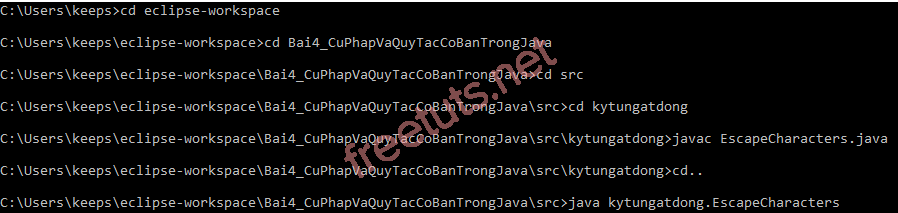 C:\Users\keeps>cd eclipse-workspace
C:\Users\keeps\eclipse-workspace>cd Bai4_CuPhapVaQuyTacCoBanTrongJava
C:\Users\keeps\eclipse-workspace\Bai4_CuPhapVaQuyTacCoBanTrongJava>cd src
C:\Users\keeps\eclipse-workspace\Bai4_CuPhapVaQuyTacCoBanTrongJava\src>cd kytungatdong
C:\Users\keeps\eclipse-workspace\Bai4_CuPhapVaQuyTacCoBanTrongJava\src\kytungatdong>javac EscapeCharacters.java
C:\Users\keeps\eclipse-workspace\Bai4_CuPhapVaQuyTacCoBanTrongJava\src\kytungatdong>cd..
C:\Users\keeps\eclipse-workspace\Bai4_CuPhapVaQuyTacCoBanTrongJava\src>java kytungatdong.EscapeCharacters
freetuts.net